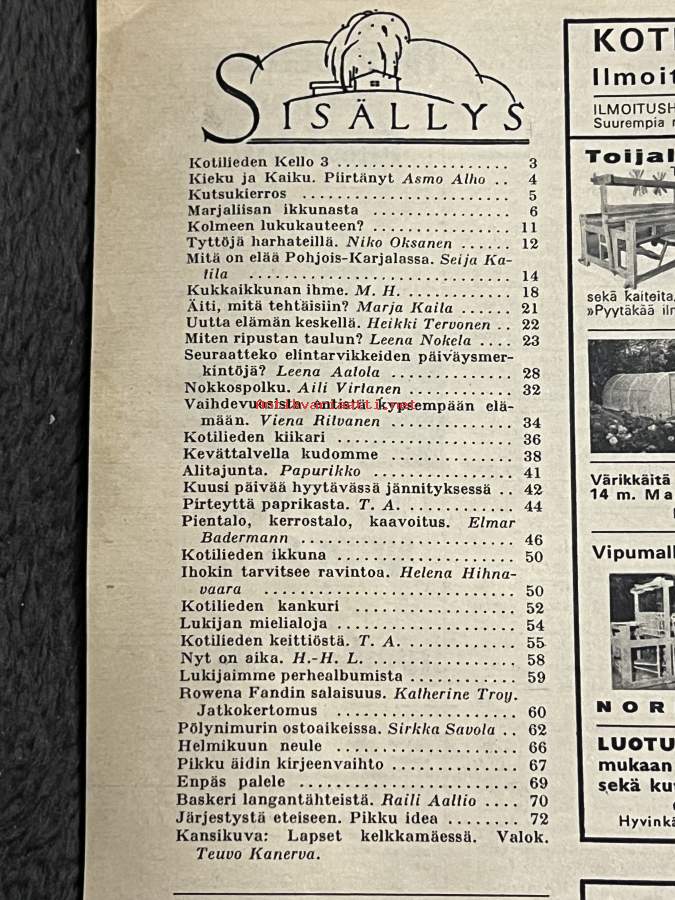 SISÄLLYS
Kotilieden Kello 3 .................... 3
Kieku ja Kaiku. Piirtänyt Asmo Alho .. 4
Kutsukierros ........................ 5
Marjaliisan ikkunasta ................ 6
Kolmeen lukukauteen? ................ 11
Tyttöjä harhateillä. Niko Oksanen ...... 12
Mitä on elää Pohjois-Karjalassa. Seija Ka-
tila .............................. 14
Kukkaikkunan ihme. M. H. ............ 18
Äiti, mitä tehtäisiin? Marja Kaila ...... 21
Uutta elämän keskellä. Heikki Tervonen .. 22
Miten ripustan taulun? Leena Nokela .... 23
Seuraatteko elintarvikkeiden päiväysmer-
kintöjä? Leena Aalola .............. 28
Nokkospolku. Aili Virtanen ............ 32
Vaihdevuosista entistä kypsempään elä-
mään. Viena Ritvanen .............. 34
Kotilieden kiikari .................... 36
Kevättalvella kudomme .............. 38
Alitajunta. Papurikko ................ 41
Kuusi päivää hyytävässä jännityksessä .. 42
Pirteyttä paprikasta. T. A. ............ 44
Pientalo, kerrostalo, kaavoitus. Elmar
Badermann ........................ 46
Kotilieden ikkuna .................... 50
Ihokin tarvitsee ravintoa. Helena Hihna-
vaara ............................ 50
Kotilieden kankuri .................. 52
Lukijan mielialoja .................... 54
Kotilieden keittiöstä. T. A. ............ 55
Nyt on aika. H.-H. L. ................ 58
Lukijaimme perhealbumista ............ 59
Rowena Fandin salaisuus. Katherine Troy.
Jatkokertomus .................... 60
Pölynimurin ostoaikeissa. Sirkka Savola .. 62
Helmikuun neule .................... 66
Pikku äidin kirjeenvaihto .............. 67
Enpäs palele ........................ 69
Baskeri langantähteistä. Raili Aaltio .... 70
Järjestystä eteiseen. Pikku idea ........ 72
Kansikuva: Lapset kelkkamäessä. Valok.
Teuvo Kanerva.
KOTI
Ilmoit
ILMOITUSH
Suurempia
Toijal
sekä kaiteita
»Pyytäkää
Värikkäitä
14 m. Ma
Vipumall
NOR
LUOTU
mukaan
sekä ku
Hyvink